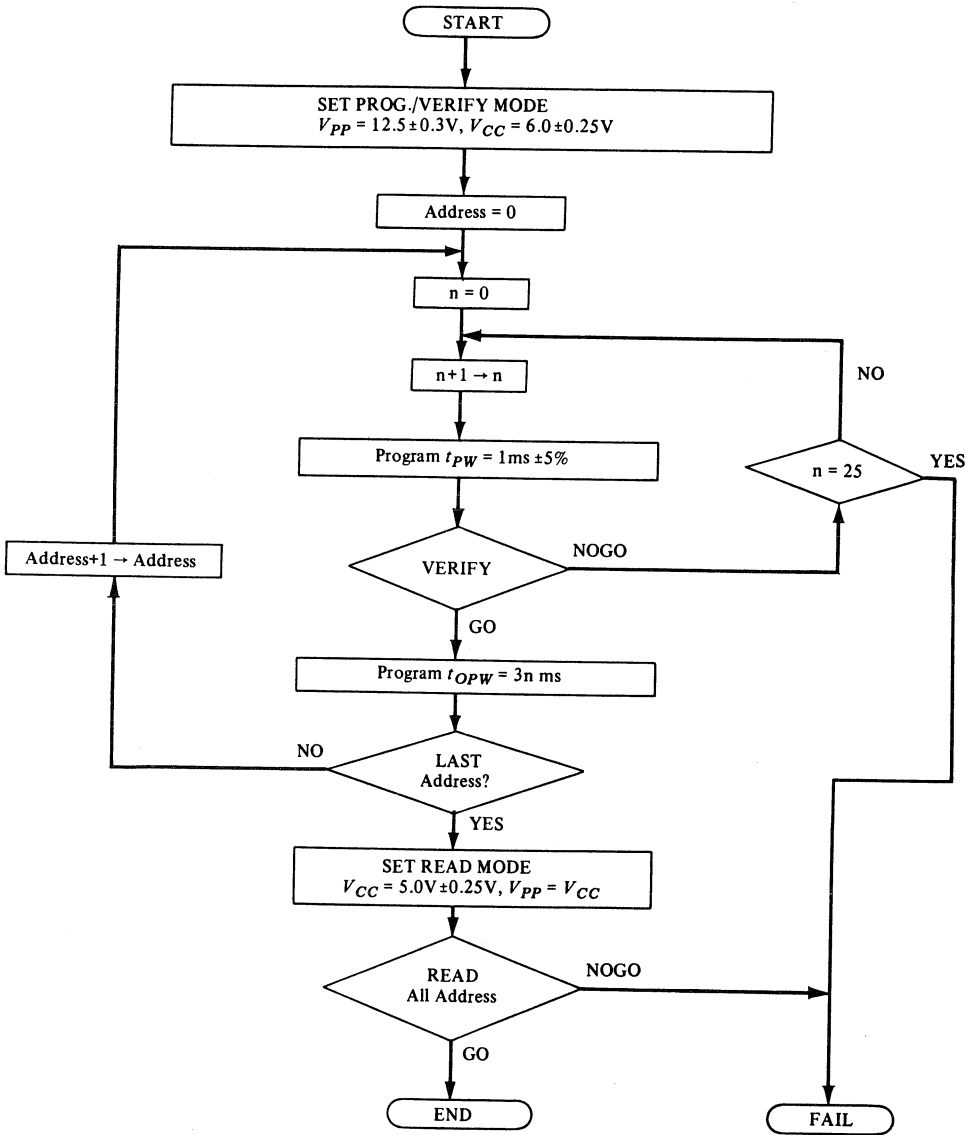 START
SET PROG./VERIFY MODE
VPP = 12.5±0.3V, VCC = 6.0±0.25V
Address = 0
n = 0
n+1 → n
NO
Program tPW = 1ms ±5%
n = 25
YES
Address+1 → Address
VERIFY
NOGO
GO
Program tOPW = 3n ms
NO
LAST
Address?
YES
SET READ MODE
VCC = 5.0V±0.25V, VPP = VCC
READ
All Address
NOGO
GO
END
FAIL